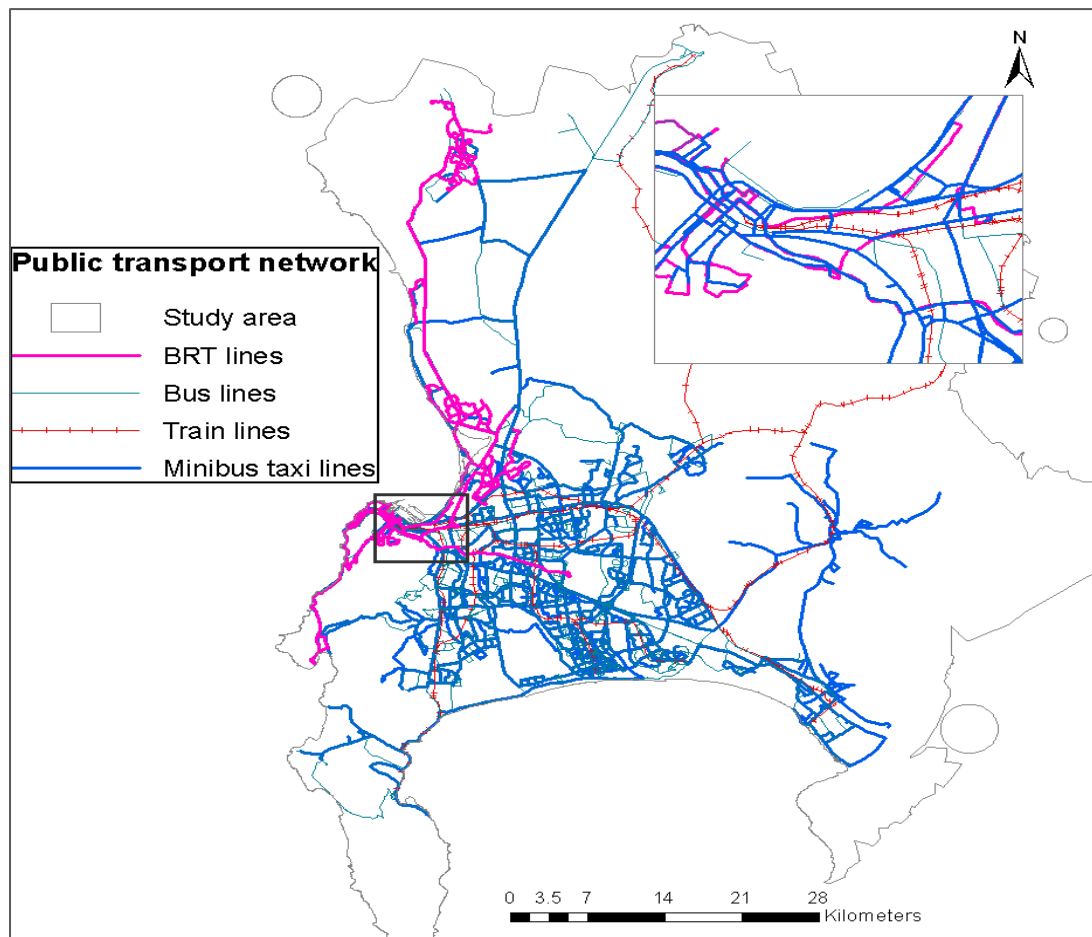 N
Public transport network
Study area
BRT lines
Bus lines
Train lines
Minibus taxi lines
0 3.5 7 14 21 28
Kilometers